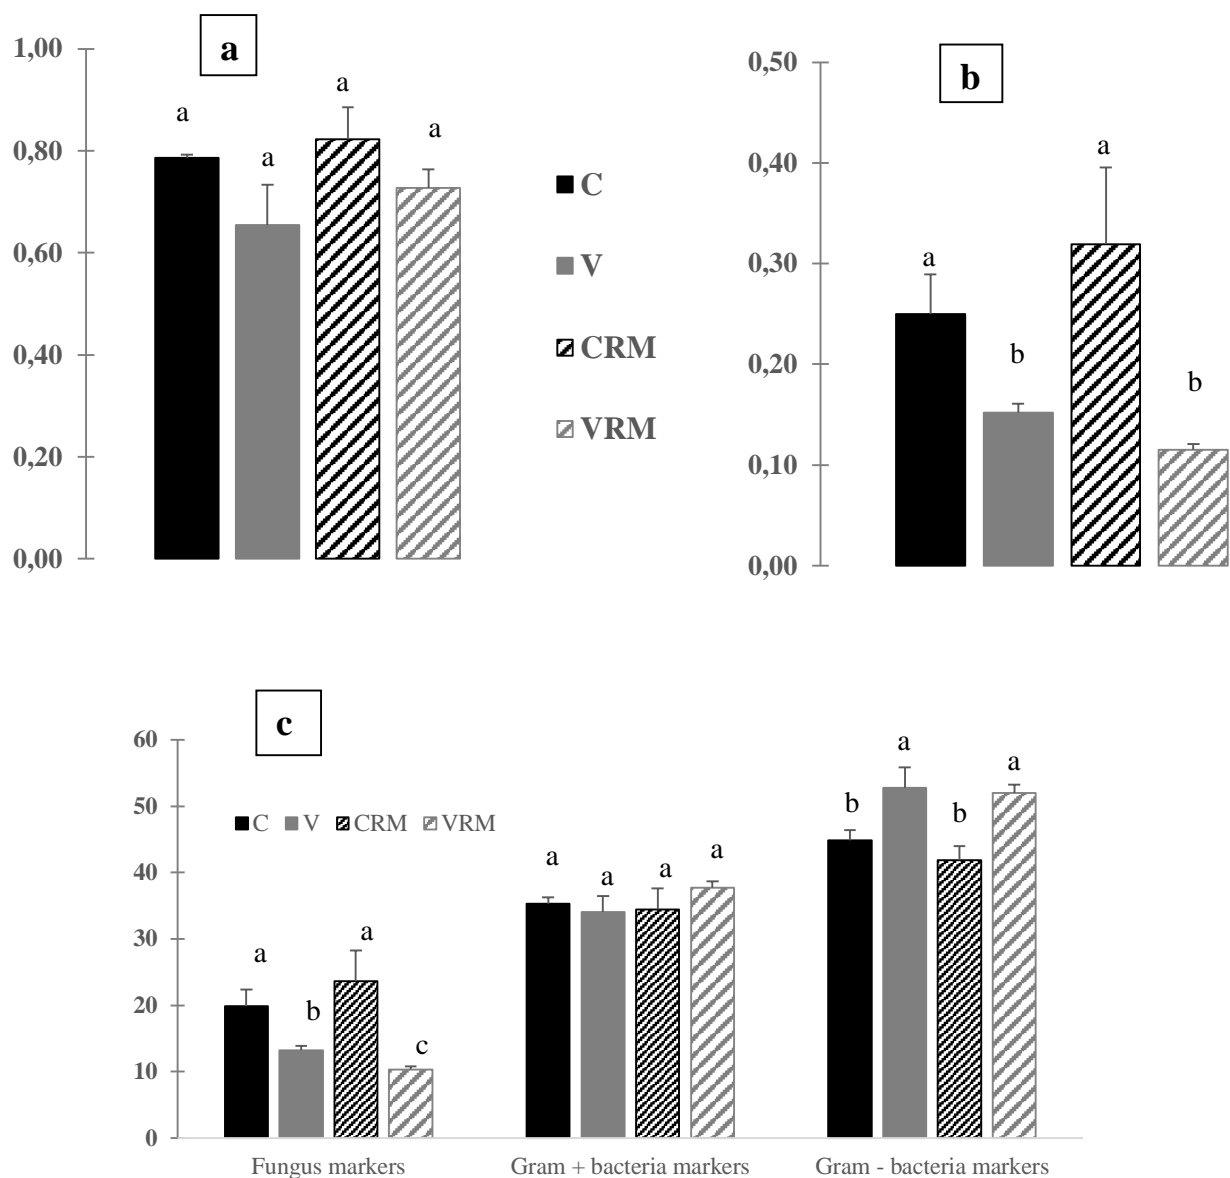 a
1,00
0,80
0,60
0,40
0,20
0,00
a
a
a
a
C
V
CRM
VRM
b
0,50
0,40
0,30
0,20
0,10
0,00
a
b
a
b
c
60
50
40
30
20
10
0
C V CRM VRM
a
b
a
c
a
a
a
a
b
a
b
a
Fungus markers Gram + bacteria markers Gram - bacteria markers